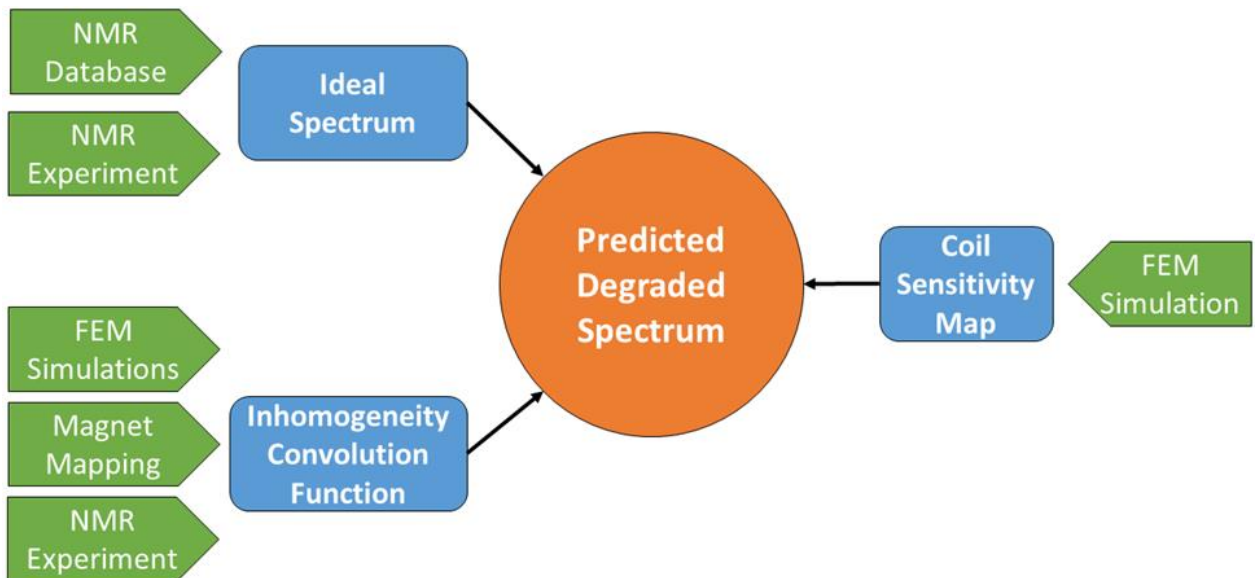 NMR
Database
NMR
Experiment
Ideal
Spectrum
FEM
Simulations
Magnet
Mapping
NMR
Experiment
Inhomogeneity
Convolution
Function
Predicted
Degraded
Spectrum
Coil
Sensitivity
Map
FEM
Simulation